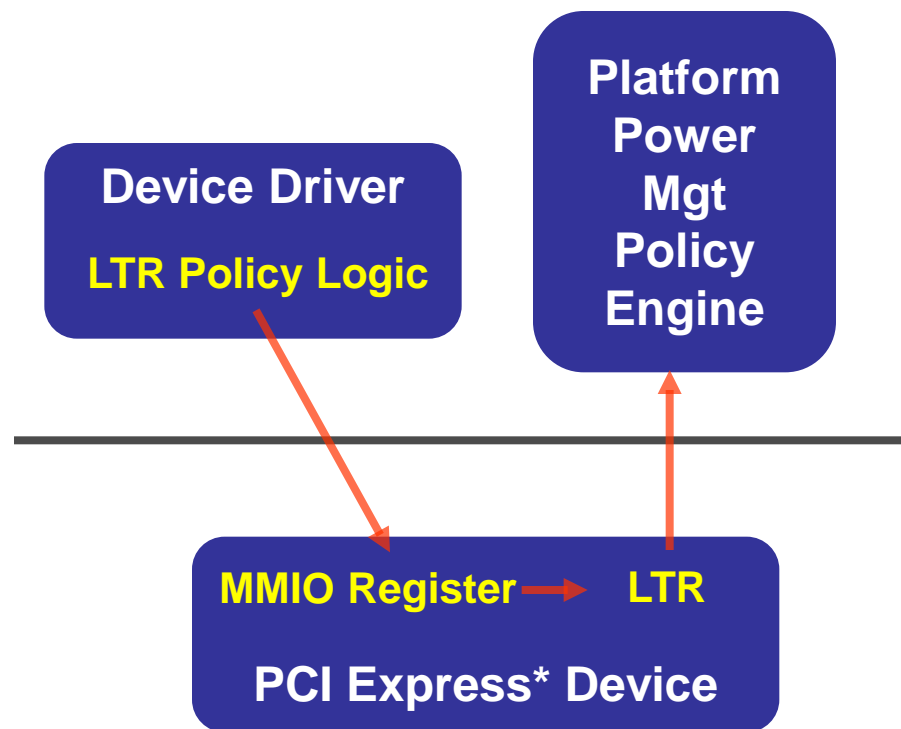 Device Driver
LTR Policy Logic
Platform
Power
Mgt
Policy
Engine
MMIO Register
LTR
PCI Express* Device